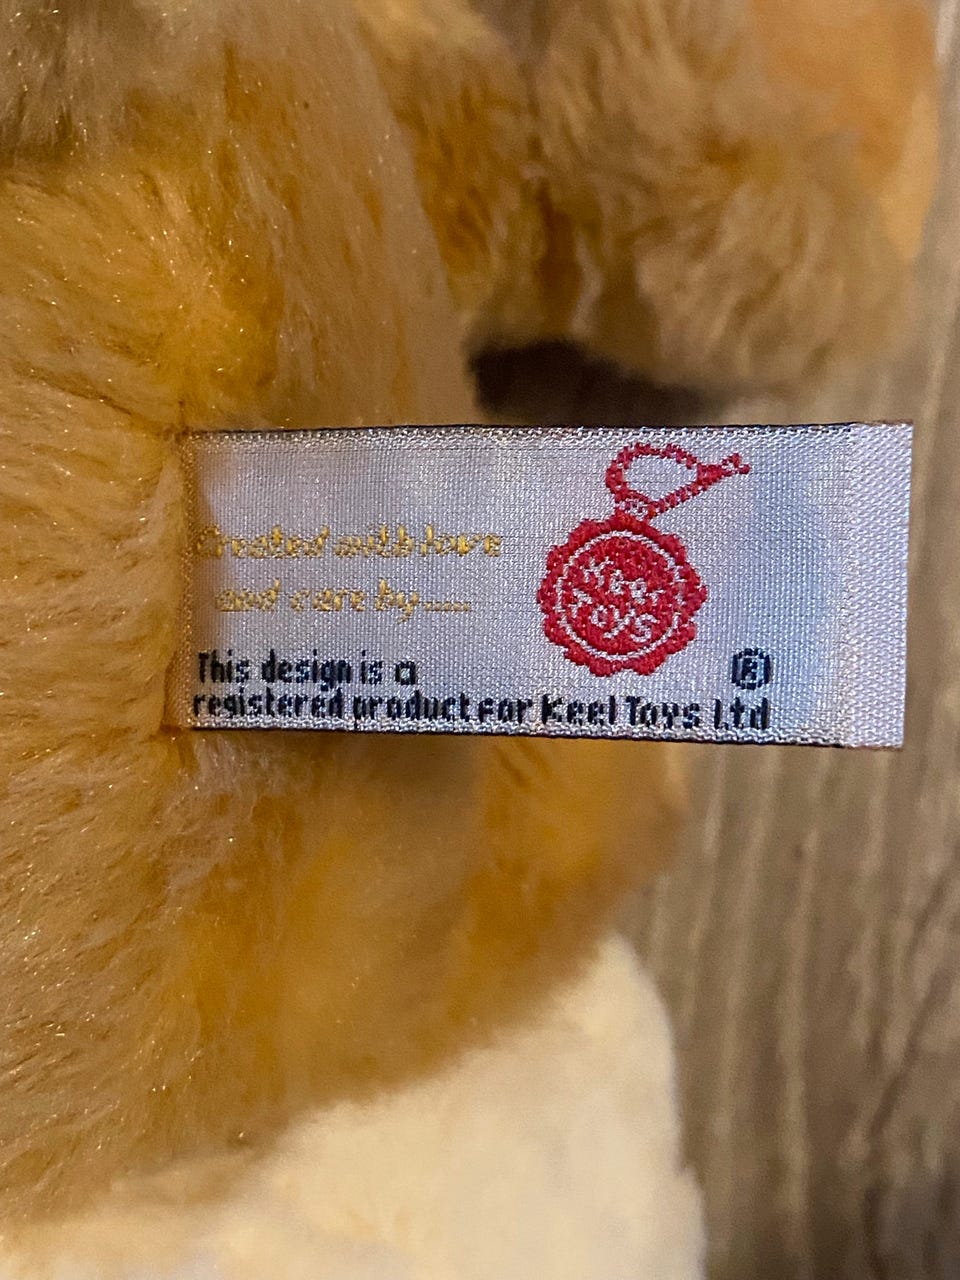 Created with love
and care by.....
Keel
Toys
This design is a
®
registered product for Keel Toys Ltd